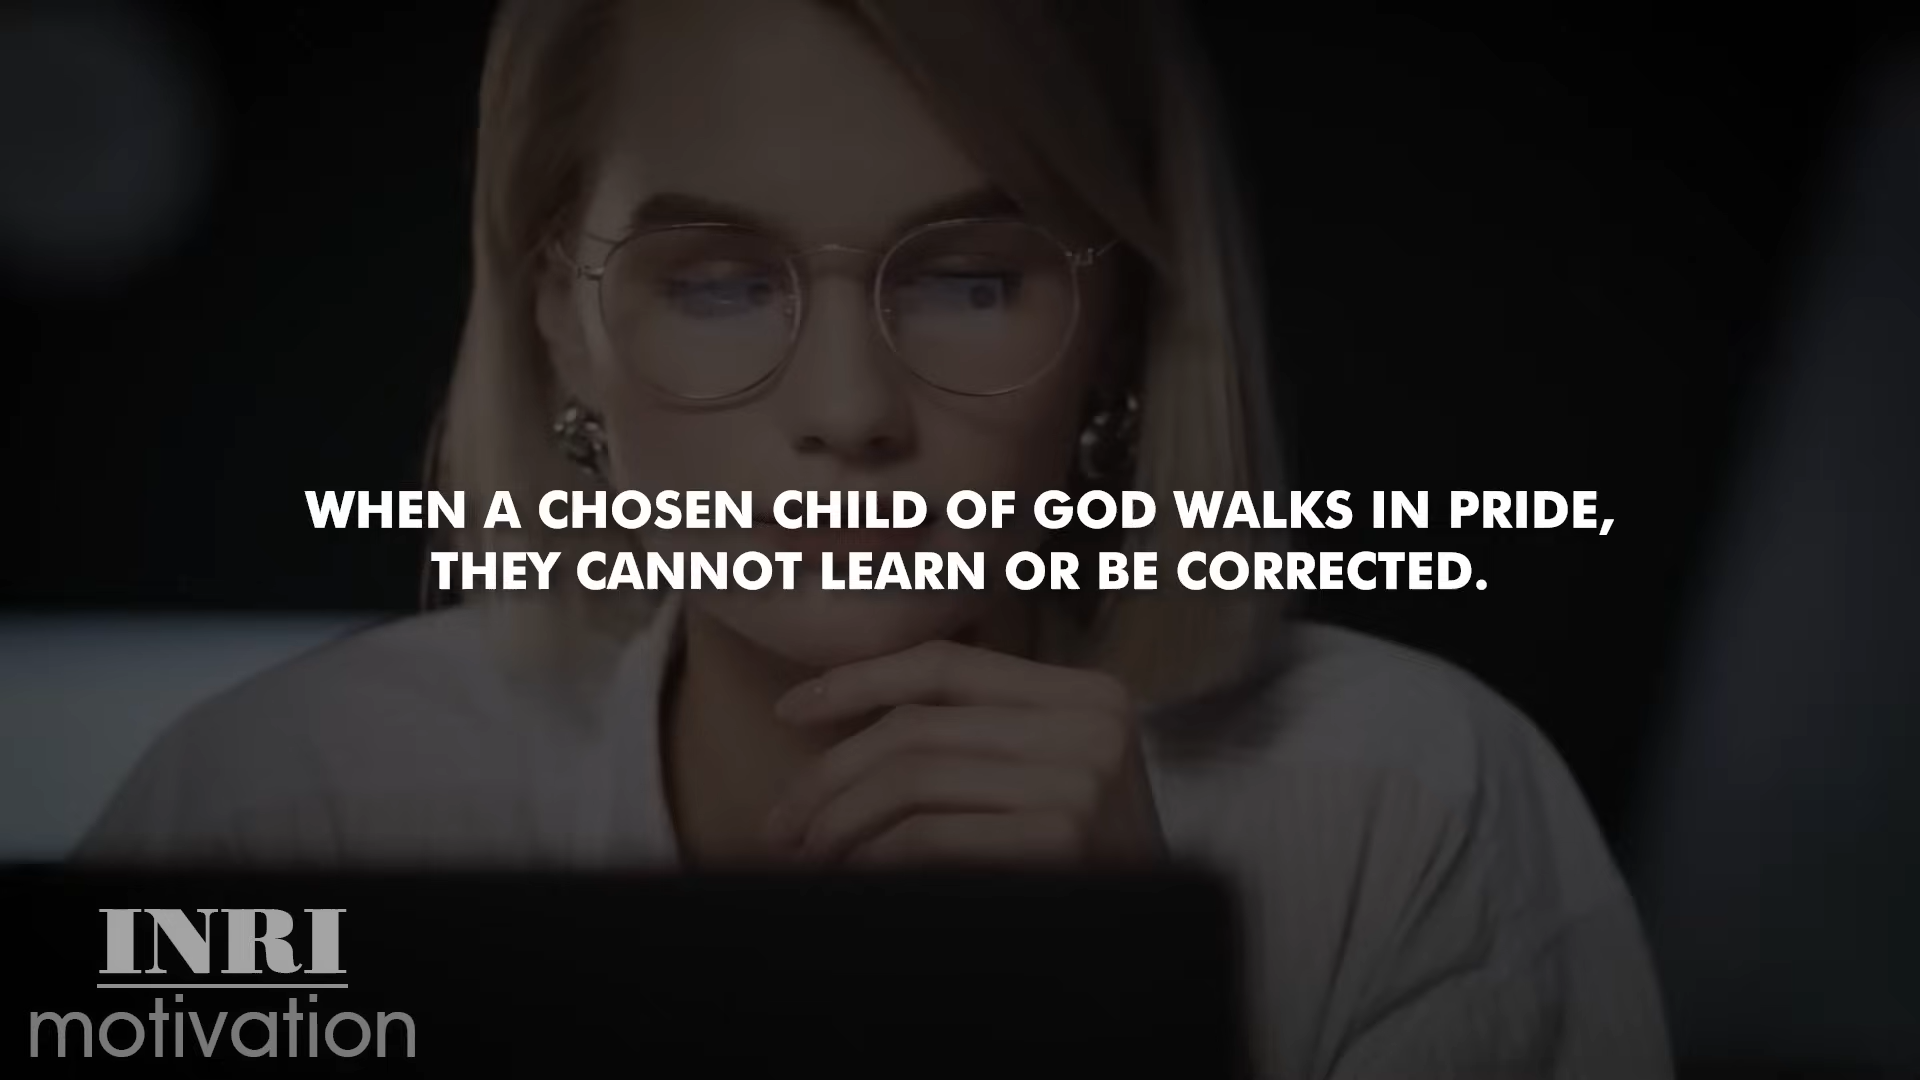 WHEN A CHOSEN CHILD OF GOD WALKS IN PRIDE,
THEY CANNOT LEARN OR BE CORRECTED.
INRI
motivation